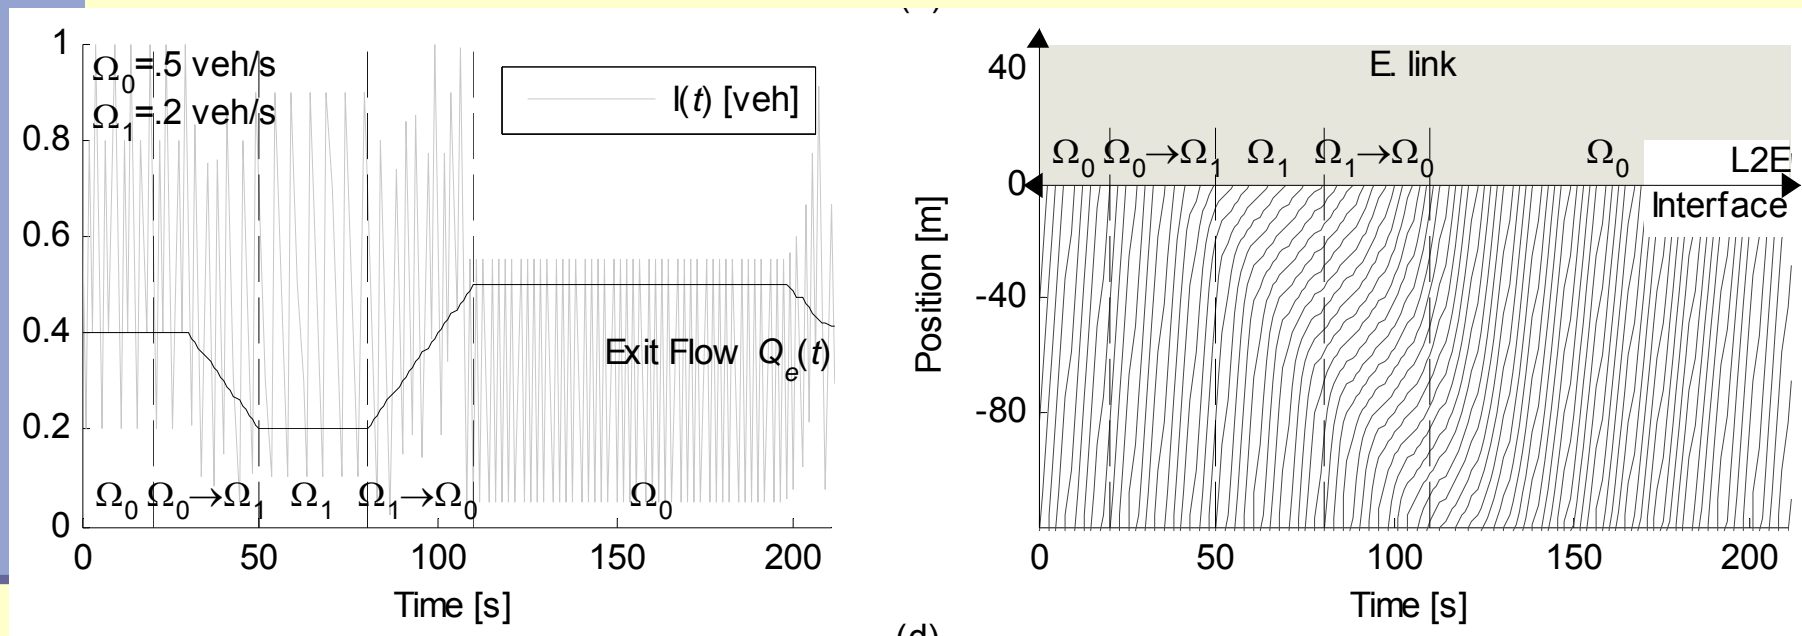 1
0.8
0.6
0.4
0.2
0
Ω0=.5 veh/s
Ω1=.2 veh/s
I(t) [veh]
Exit Flow Qe(t)
Ω0 Ω0→Ω1 Ω1 Ω1→Ω0 Ω0
0 50 100 150 200
Time [s]
40
0
-40
-80
Position [m]
E. link
Ω0 Ω0→Ω1 Ω1 Ω1→Ω0 Ω0
L2E
Interface
0 50 100 150 200
Time [s]
(d)